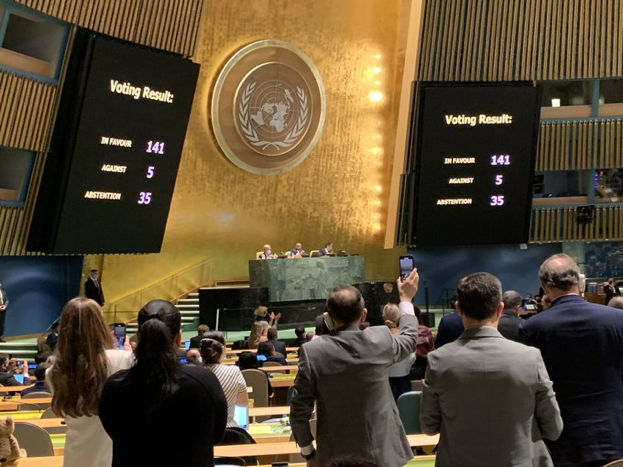 Voting Result:
IN FAVOUR 141
AGAINST 5
ABSTENTION 35
Voting Result:
IN FAVOUR 141
AGAINST 5
ABSTENTION 35